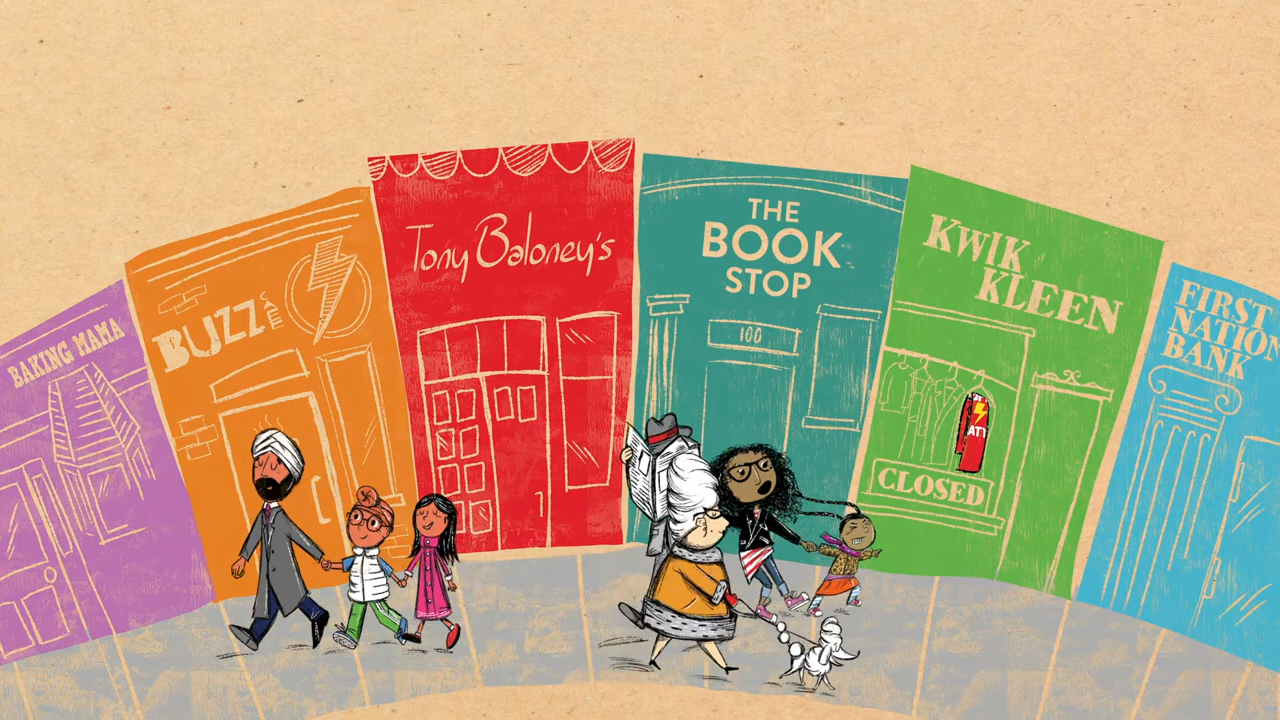 BAKING MAMA
BUZZ
Tony Baloney's
THE
BOOK
STOP
100
KWIK
KLEEN
CLOSED
FIRST
NATION
BANK